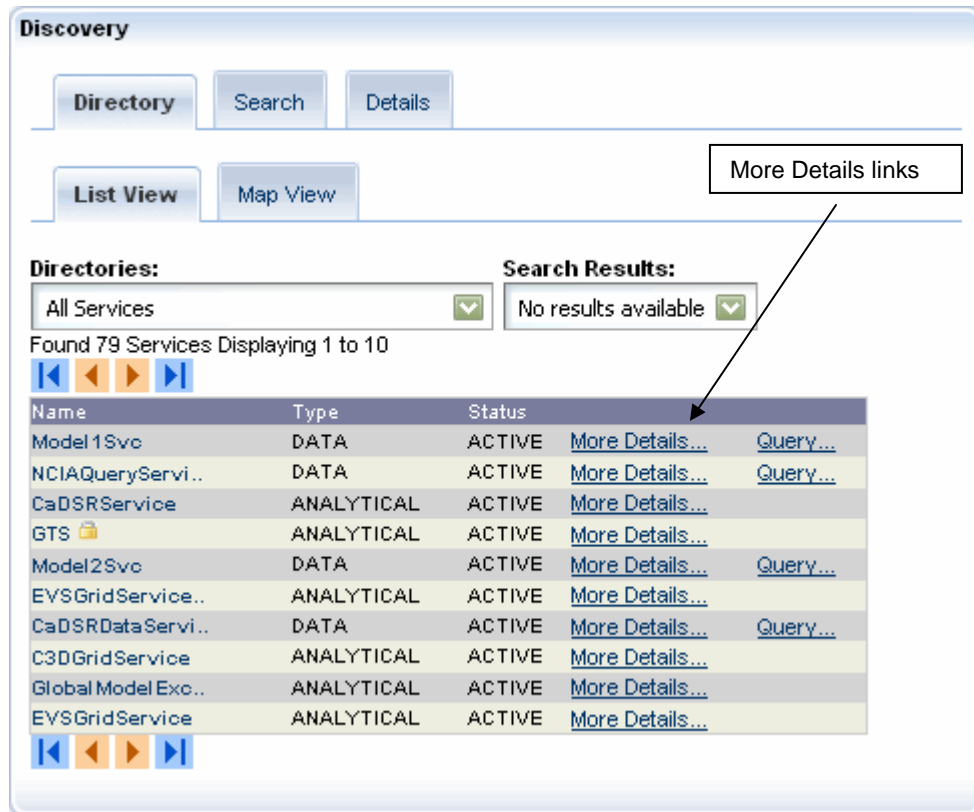 Discovery
Directory Search Details
More Details links
List View Map View
Directories: Search Results:
All Services No results available
Found 79 Services Displaying 1 to 10
Name Type Status
Model1Svc DATA ACTIVE More Details... Query...
NCIAQueryServi.. DATA ACTIVE More Details... Query...
CaDSRService ANALYTICAL ACTIVE More Details...
GTS ANALYTICAL ACTIVE More Details...
Model2Svc DATA ACTIVE More Details... Query...
EVSGridService.. ANALYTICAL ACTIVE More Details...
CaDSRDataServi.. DATA ACTIVE More Details... Query...
C3DGridService ANALYTICAL ACTIVE More Details...
Global Model Exc.. ANALYTICAL ACTIVE More Details...
EVSGridService ANALYTICAL ACTIVE More Details...